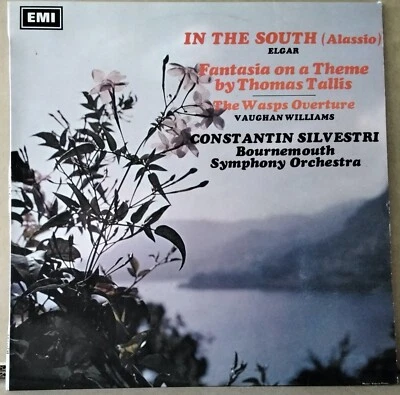 EMI
IN THE SOUTH (Alassio)
ELGAR
Fantasia on a Theme
by Thomas Tallis
The Wasps Overture
VAUGHAN WILLIAMS
CONSTANTIN SILVESTRI
Bournemouth
Symphony Orchestra